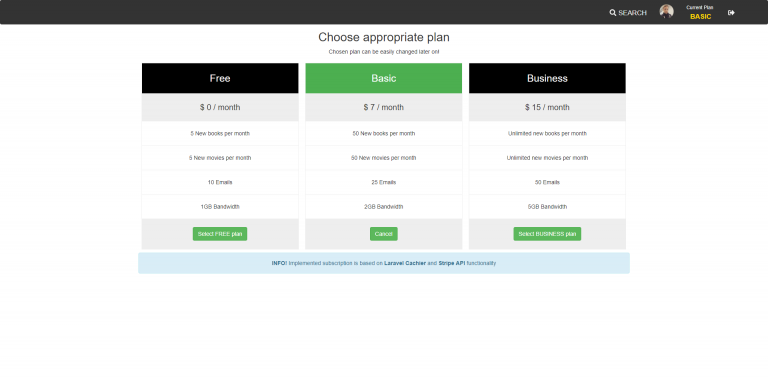 SEARCH
Current Plan
BASIC
Choose appropriate plan
Chosen plan can be easily changed later on!
Free
$ 0 / month
5 New books per month
5 New movies per month
10 Emails
1GB Bandwidth
Select FREE plan
Basic
$ 7 / month
50 New books per month
50 New movies per month
25 Emails
2GB Bandwidth
Cancel
Business
$ 15 / month
Unlimited new books per month
Unlimited new movies per month
50 Emails
5GB Bandwidth
Select BUSINESS plan
INFO! Implemented subscription is based on Laravel Cachier and Stripe API functionality